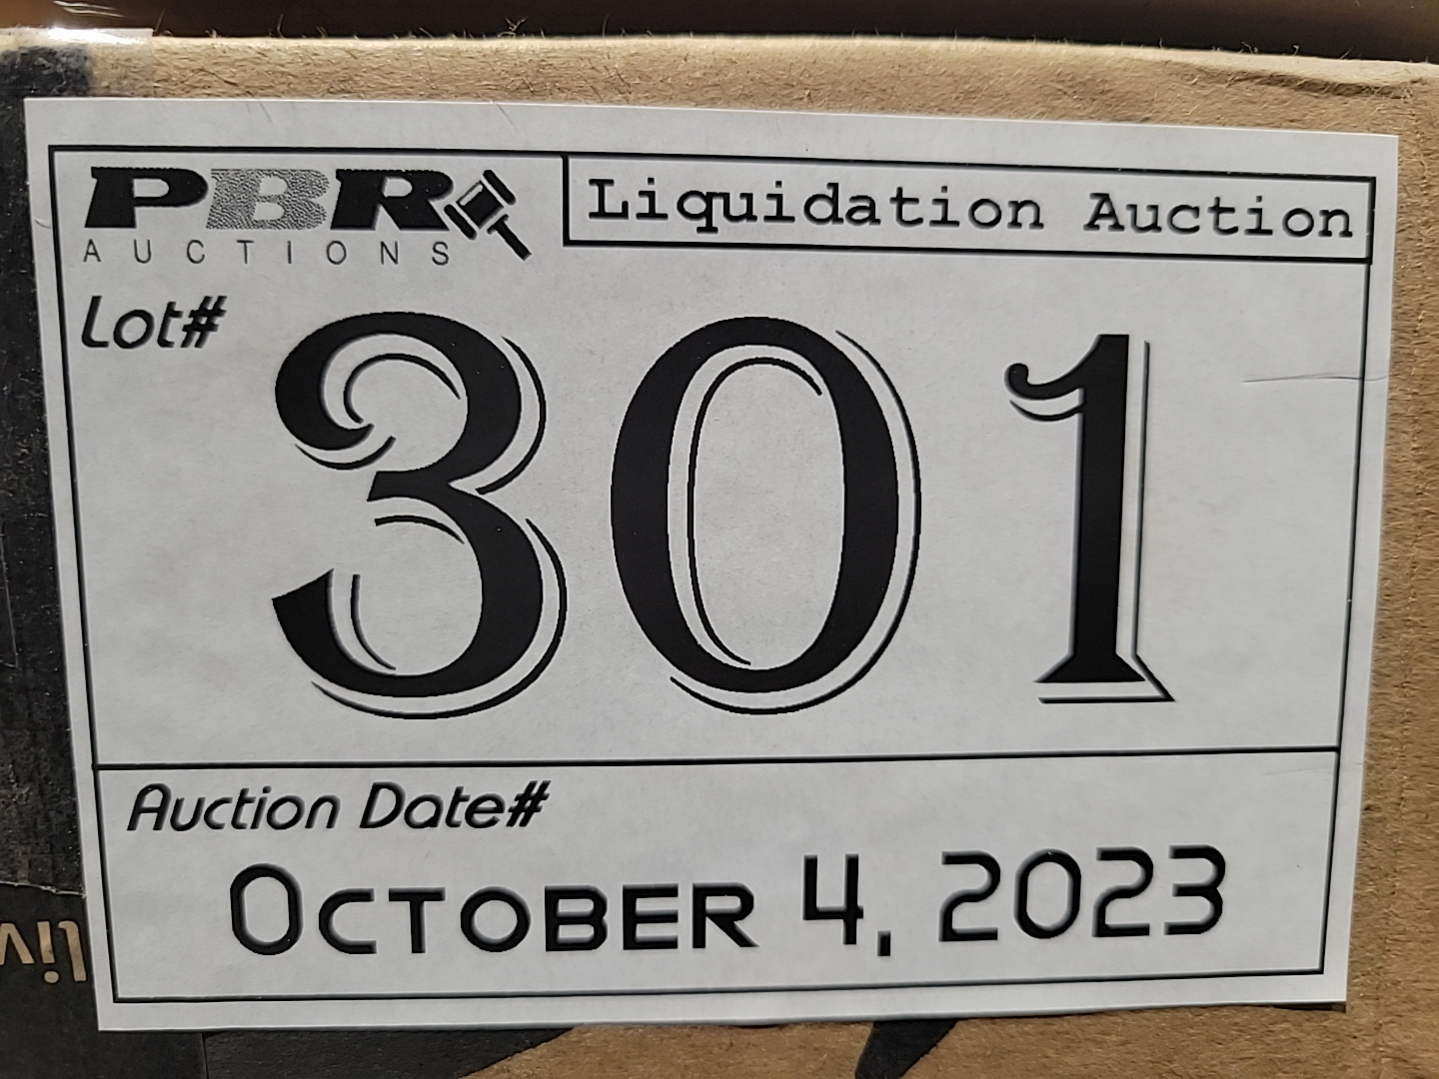 PBR
AUCTIONS
Liquidation Auction
Lot#
301
Auction Date#
OCTOBER 4, 2023